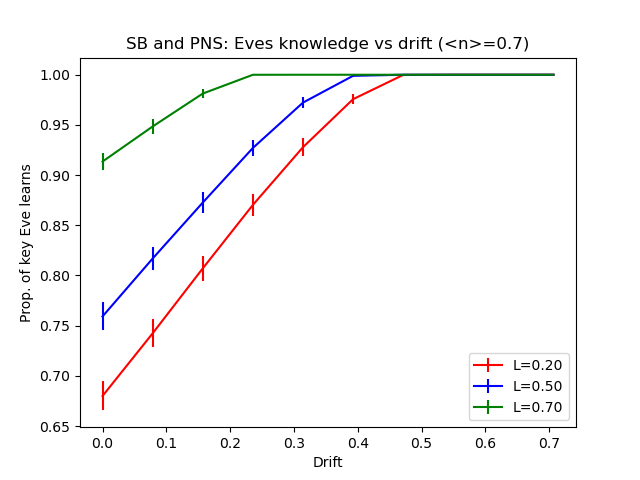 SB and PNS: Eves knowledge vs drift (<n>=0.7)
Prop. of key Eve learns
1.00
0.95
0.90
0.85
0.80
0.75
0.70
0.65
L=0.20
L=0.50
L=0.70
0.0 0.1 0.2 0.3 0.4 0.5 0.6 0.7
Drift